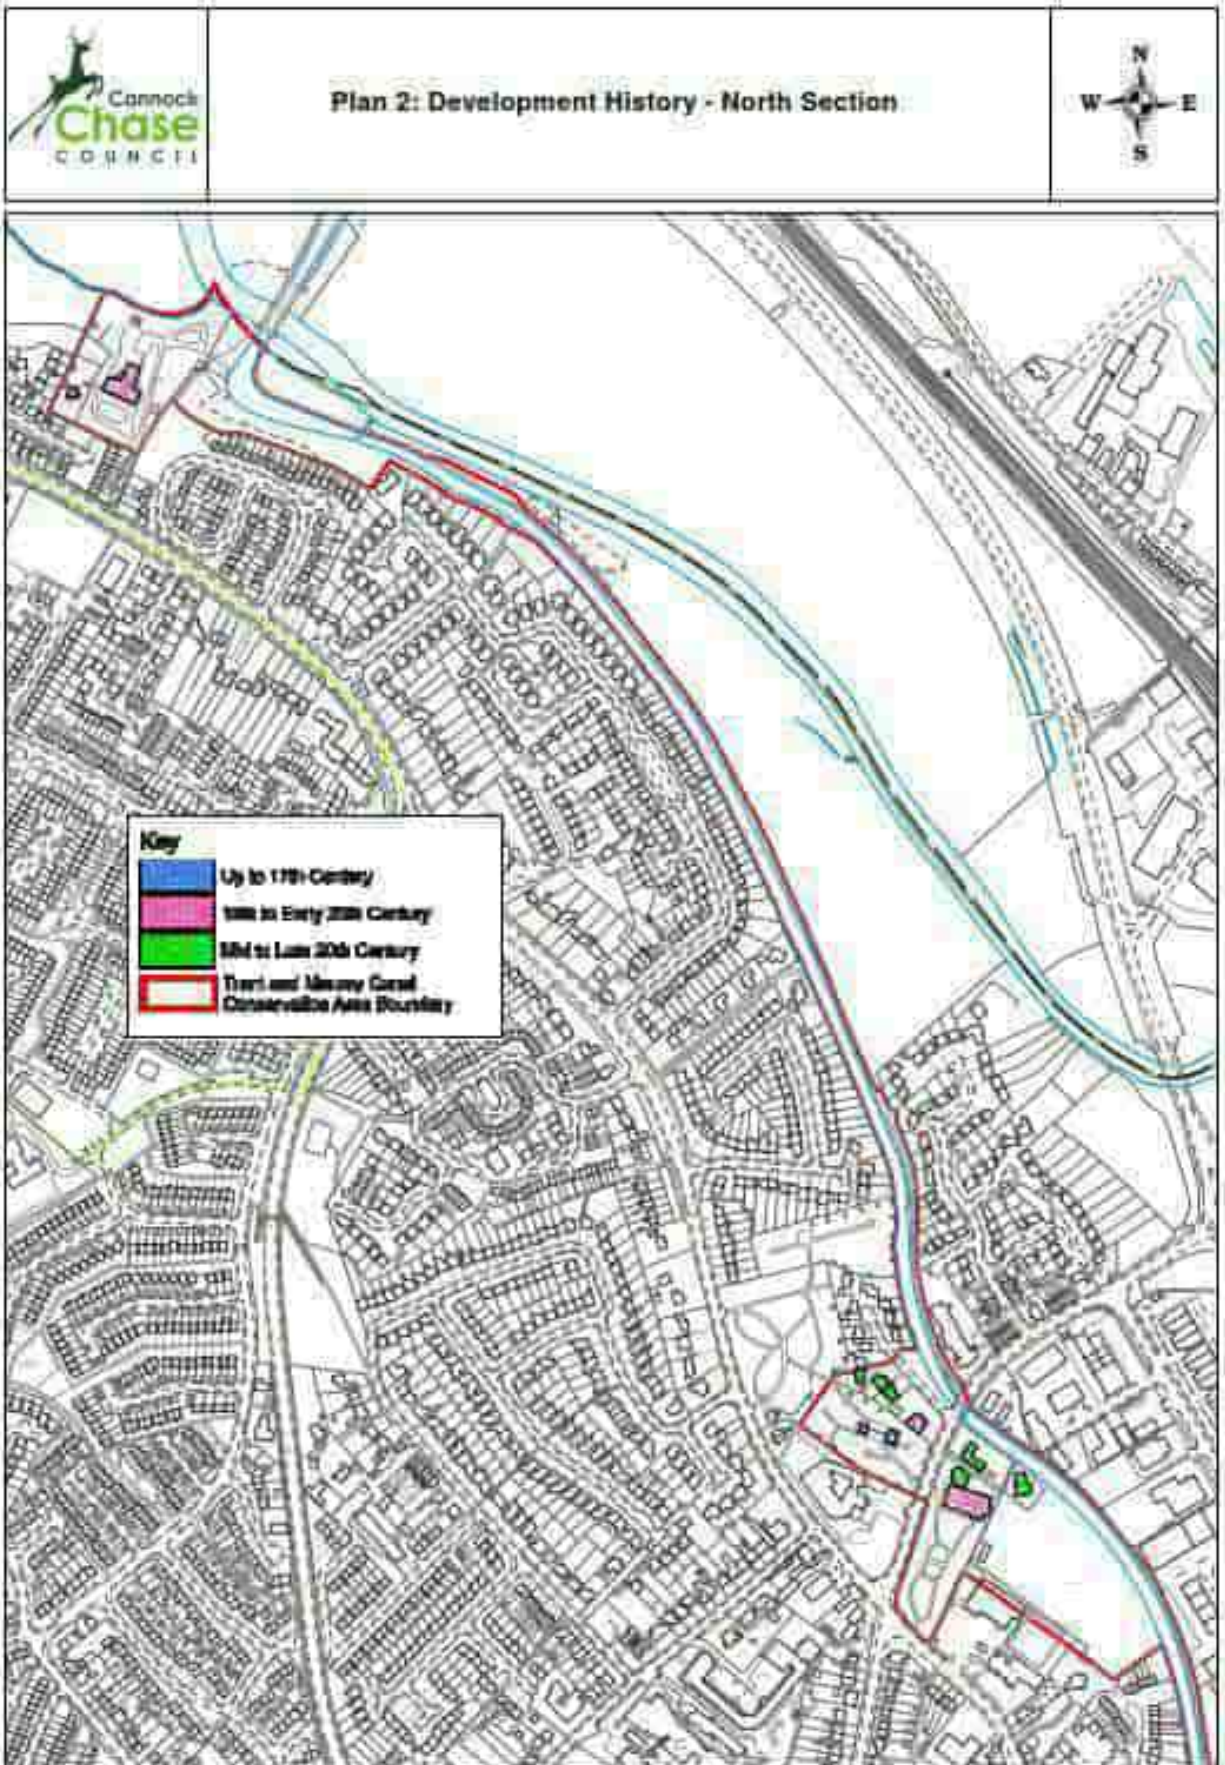 Cannock
Chase
COUNCIL
Plan 2: Development History - North Section
N
W E
S
Key
Up to 17th Century
18th to Early 20th Century
Mid to Late 20th Century
Trent and Mersey Canal
Conservation Area Boundary